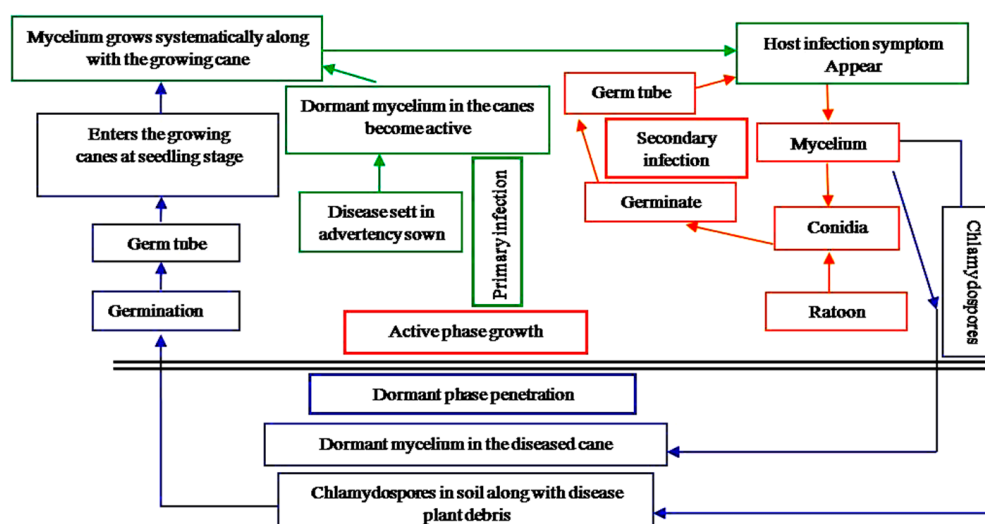 Mycelium grows systematically along
with the growing cane
Host infection symptom
Appear
Germ tube
Dormant mycelium in the canes
become active
Enters the growing
canes at seedling stage
Secondary
infection
Mycelium
Primary infection
Germinate
Disease sett in
advertency sown
Conidia
Chlamydospores
Germ tube
Germination
Ratoon
Active phase growth
Dormant phase penetration
Dormant mycelium in the diseased cane
Chlamydospores in soil along with disease
plant debris